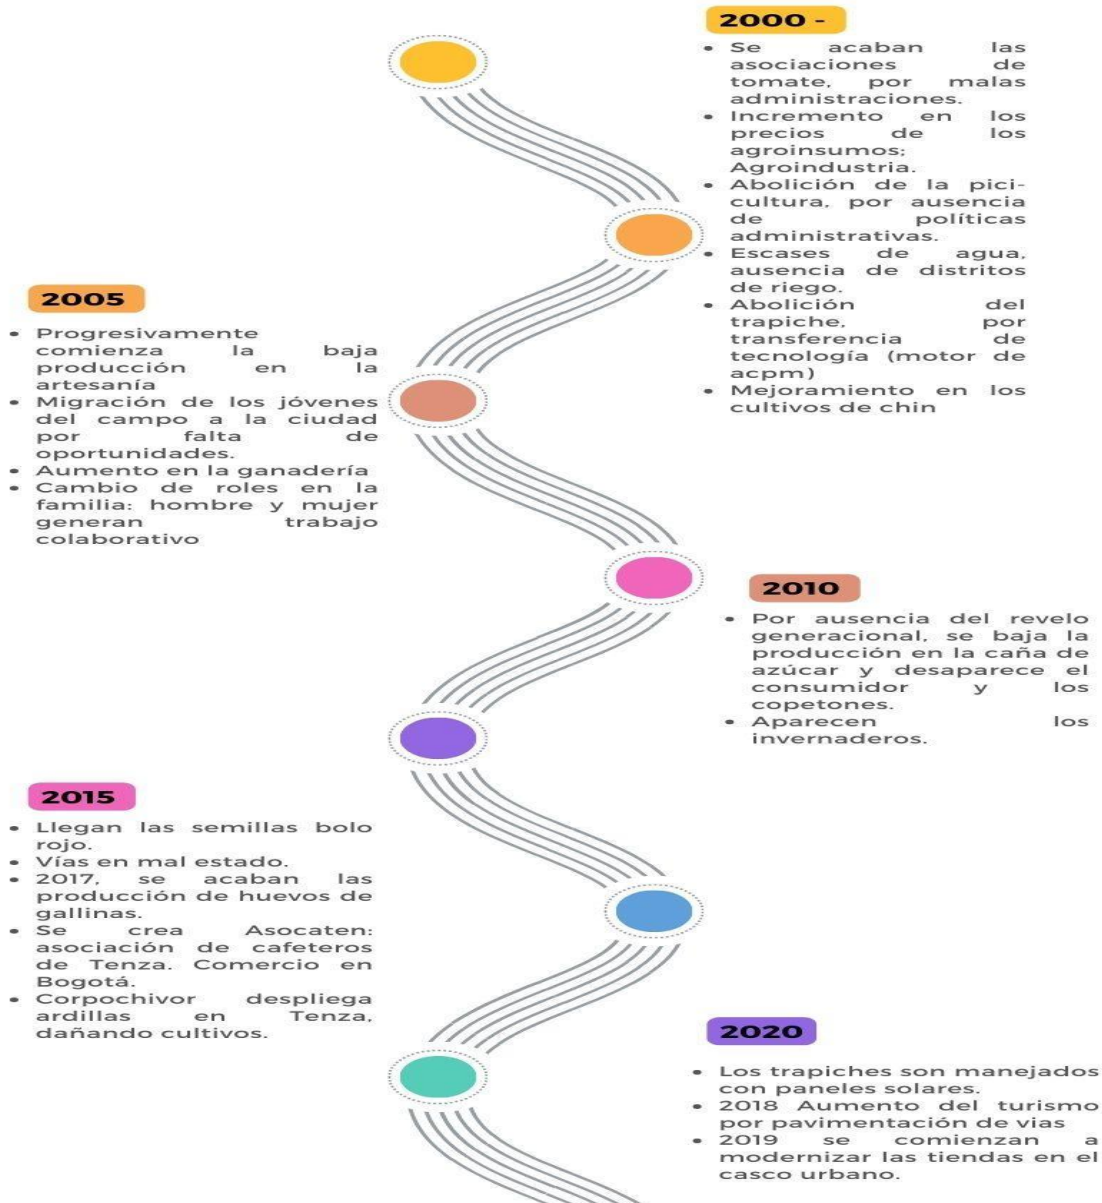 2000 -
• Se acaban las
asociaciones de
tomate, por malas
administraciones.
• Incremento en los
precios de los
agroinsumos;
Agroindustria.
• Abolición de la pici-
cultura, por ausencia
de políticas
administrativas.
• Escases de agua,
ausencia de distritos
de riego.
• Abolición del
trapiche, por
transferencia de
tecnología (motor de
acpm)
• Mejoramiento en los
cultivos de chin
2005
• Progresivamente
comienza la baja
producción en la
artesanía
• Migración de los jóvenes
del campo a la ciudad
por falta de
oportunidades.
• Aumento en la ganadería
• Cambio de roles en la
familia: hombre y mujer
generan trabajo
colaborativo
2010
• Por ausencia del revelo
generacional, se baja la
producción en la caña de
azúcar y desaparece el
consumidor y los
copetones.
• Aparecen los
invernaderos.
2015
• Llegan las semillas bolo
rojo.
• Vías en mal estado.
• 2017, se acaban las
producción de huevos de
gallinas.
• Se crea Asocaten:
asociación de cafeteros
de Tenza. Comercio en
Bogotá.
• Corpochivor despliega
ardillas en Tenza,
dañando cultivos.
2020
• Los trapiches son manejados
con paneles solares.
• 2018 Aumento del turismo
por pavimentación de vias
• 2019 se comienzan a
modernizar las tiendas en el
casco urbano.